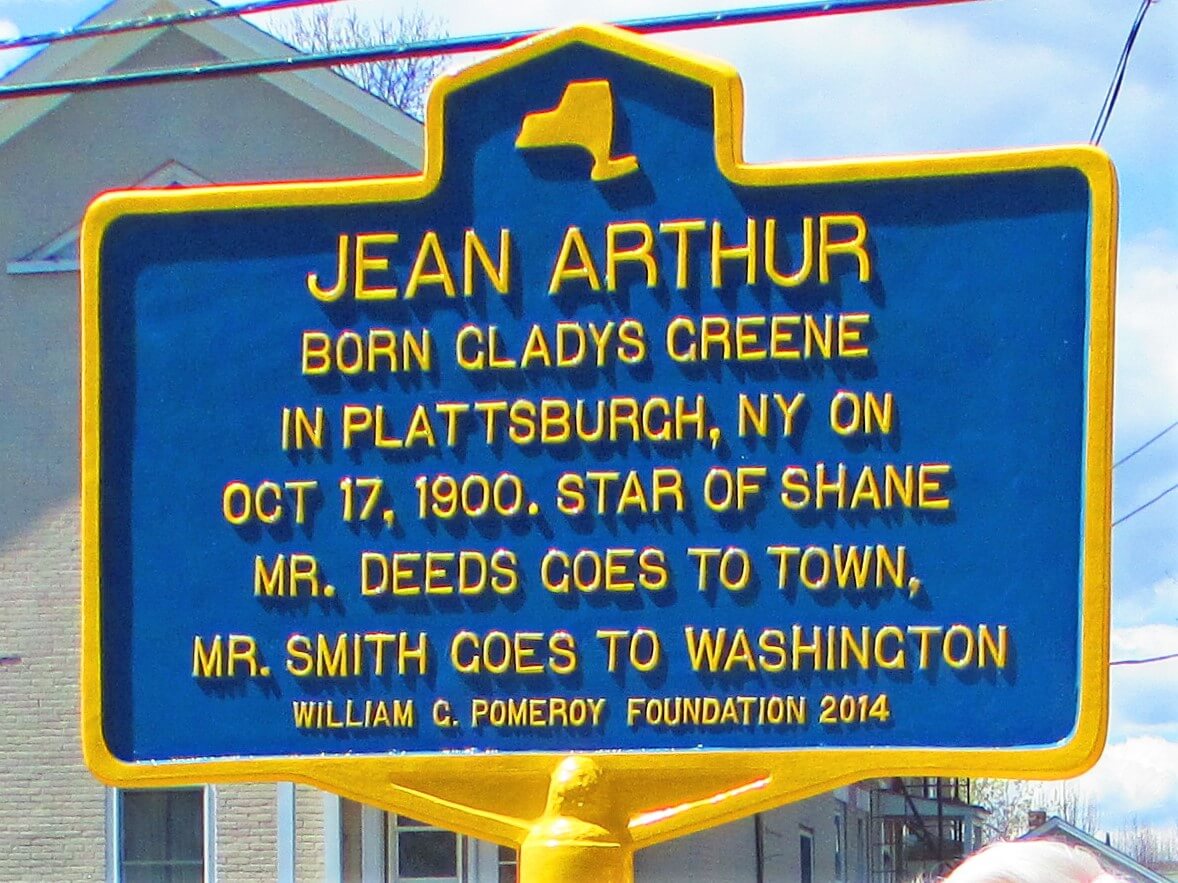 JEAN ARTHUR
BORN GLADYS GREENE
IN PLATTSBURGH, NY ON
OCT 17, 1900. STAR OF SHANE
MR. DEEDS GOES TO TOWN,
MR. SMITH GOES TO WASHINGTON
WILLIAM G. POMEROY FOUNDATION 2014